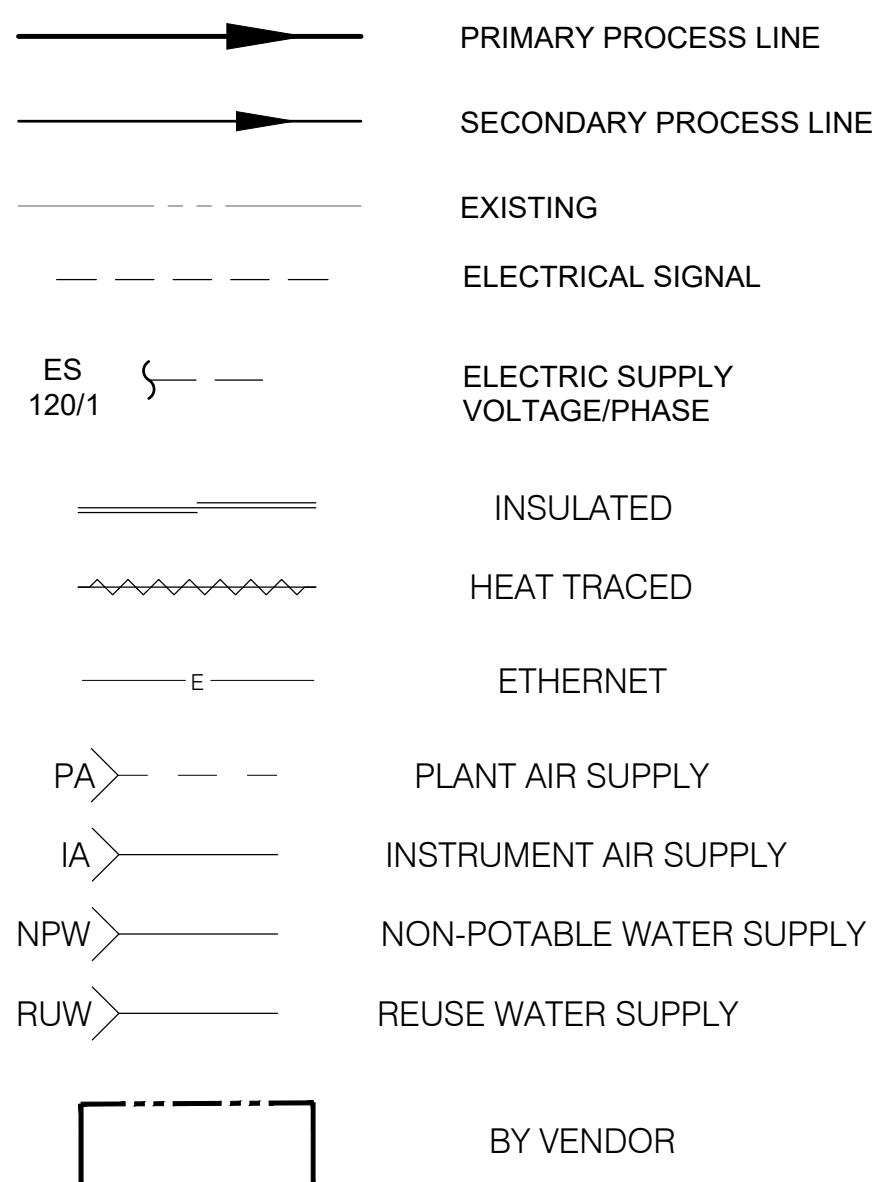 PRIMARY PROCESS LINE
SECONDARY PROCESS LINE
EXISTING
ELECTRICAL SIGNAL
ES
120/1
ELECTRIC SUPPLY
VOLTAGE/PHASE
INSULATED
HEAT TRACED
E
ETHERNET
PA
PLANT AIR SUPPLY
IA
INSTRUMENT AIR SUPPLY
NPW
NON-POTABLE WATER SUPPLY
RUW
REUSE WATER SUPPLY
BY VENDOR